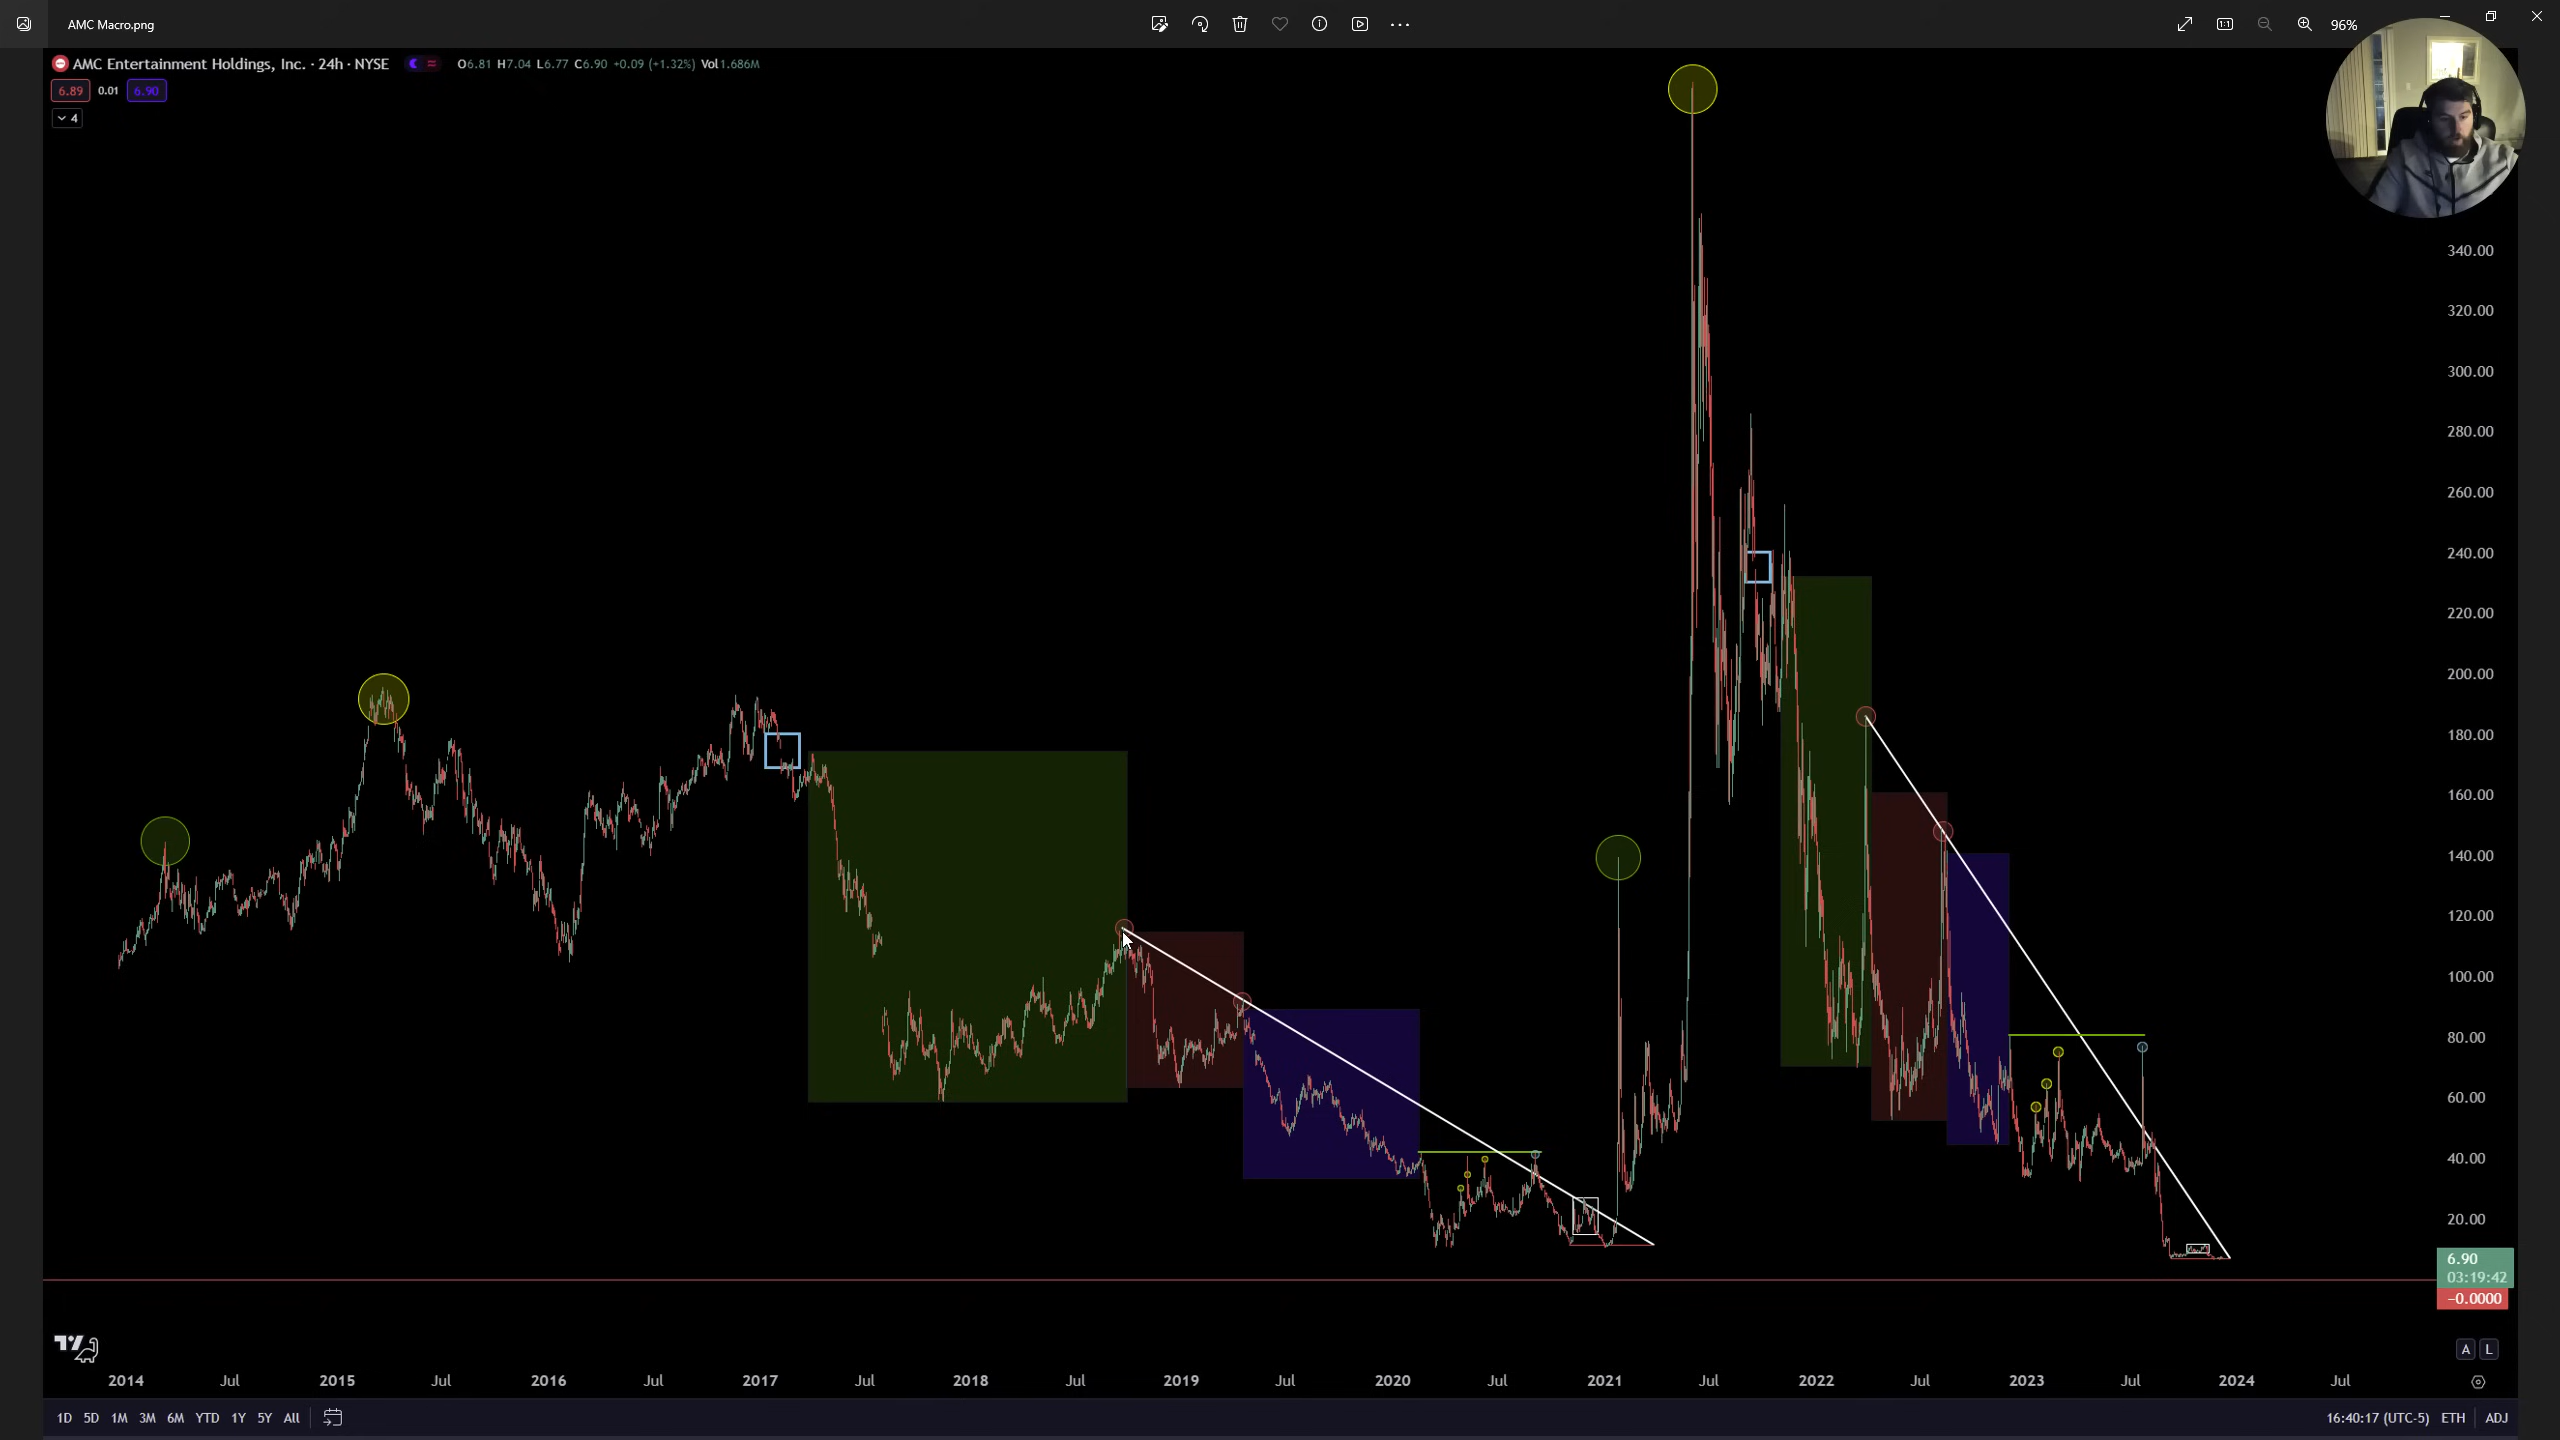 AMC Macro.png
96%
AMC Entertainment Holdings, Inc. · 24h · NYSE
O6.81 H7.04 L6.77 C6.90 +0.09 (+1.32%) Vol1.686M
6.89 0.01 6.90
4
340.00
320.00
300.00
280.00
260.00
240.00
220.00
200.00
180.00
160.00
140.00
120.00
100.00
80.00
60.00
40.00
20.00
6.90
03:19:42
−0.0000
A L
2014 Jul 2015 Jul 2016 Jul 2017 Jul 2018 Jul 2019 Jul 2020 Jul 2021 Jul 2022 Jul 2023 Jul 2024 Jul
1D 5D 1M 3M 6M YTD 1Y 5Y All
16:40:17 (UTC-5) ETH ADJ